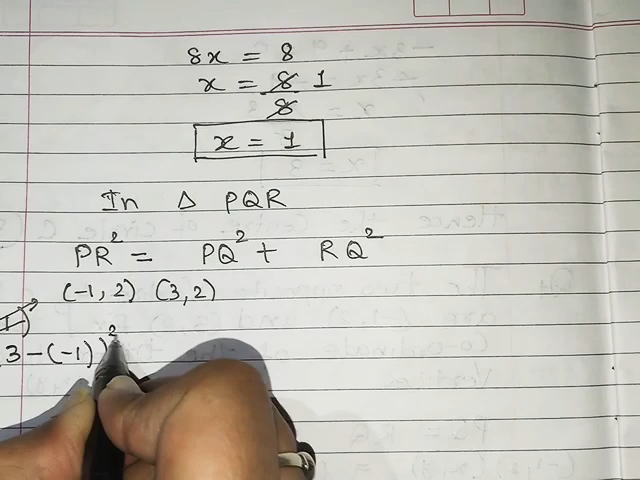 8x = 8
x = 8 1
8
x = 1
In Δ PQR
PR² = PQ² + RQ²
(-1, 2) (3, 2)
3 - (-1))²